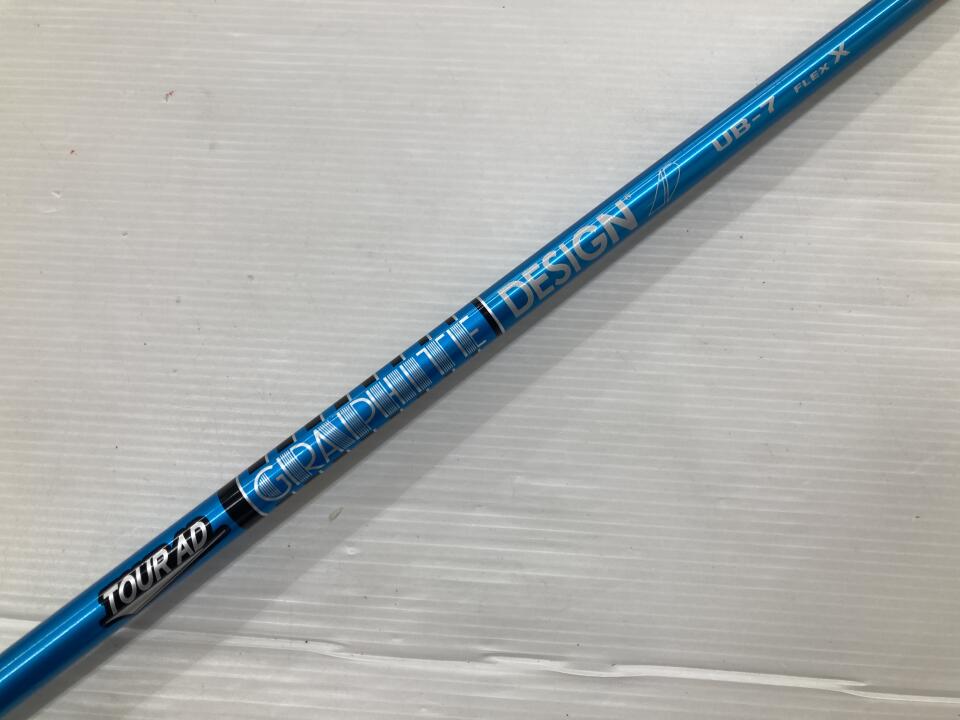 TOUR AD
GRAPHITE DESIGN
UB-7 FLEX X